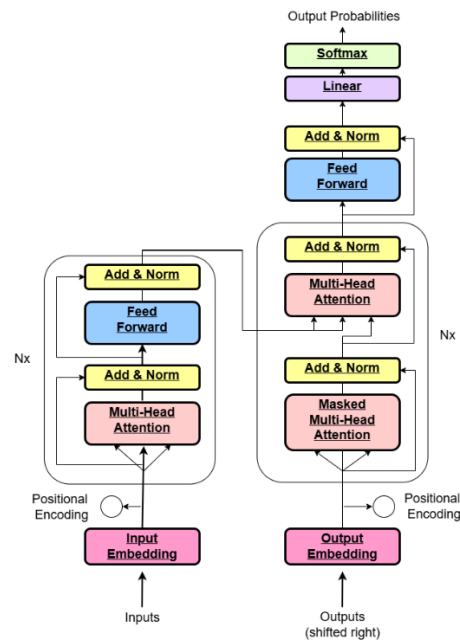 Output Probabilities
Softmax
Linear
Add & Norm
Feed
Forward
Add & Norm
Multi-Head
Attention
Nx
Add & Norm
Masked
Multi-Head
Attention
Positional
Encoding
Output
Embedding
Outputs
(shifted right)
Add & Norm
Feed
Forward
Nx
Add & Norm
Multi-Head
Attention
Positional
Encoding
Input
Embedding
Inputs